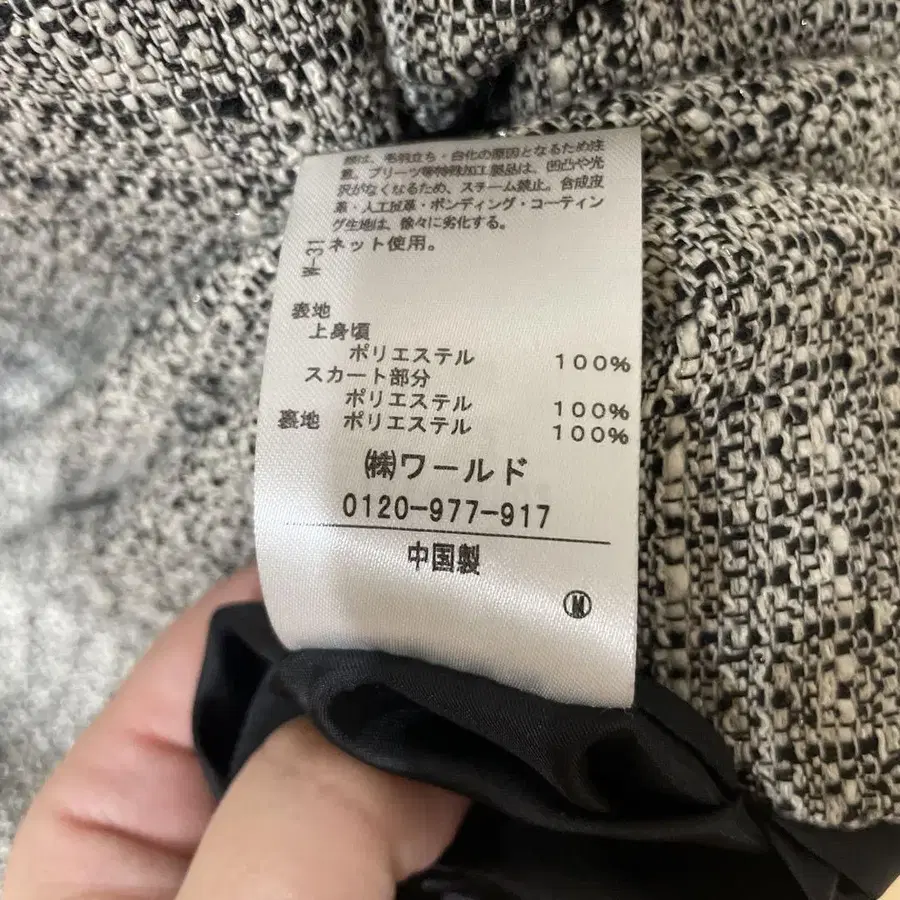 擦は、毛羽立ち・白化の原因となるため注
意。プリーツ等特殊加工製品は、凹凸や光
沢がなくなるため、スチーム禁止。合成皮
革・人工皮革・ボンディング・コーティン
グ生地は、徐々に劣化する。
ネット使用。
W-31
表地
上身頃
ポリエステル 100%
スカート部分
ポリエステル 100%
裏地 ポリエステル 100%
㈱ワールド
0120-977-917
中国製
Ⓜ